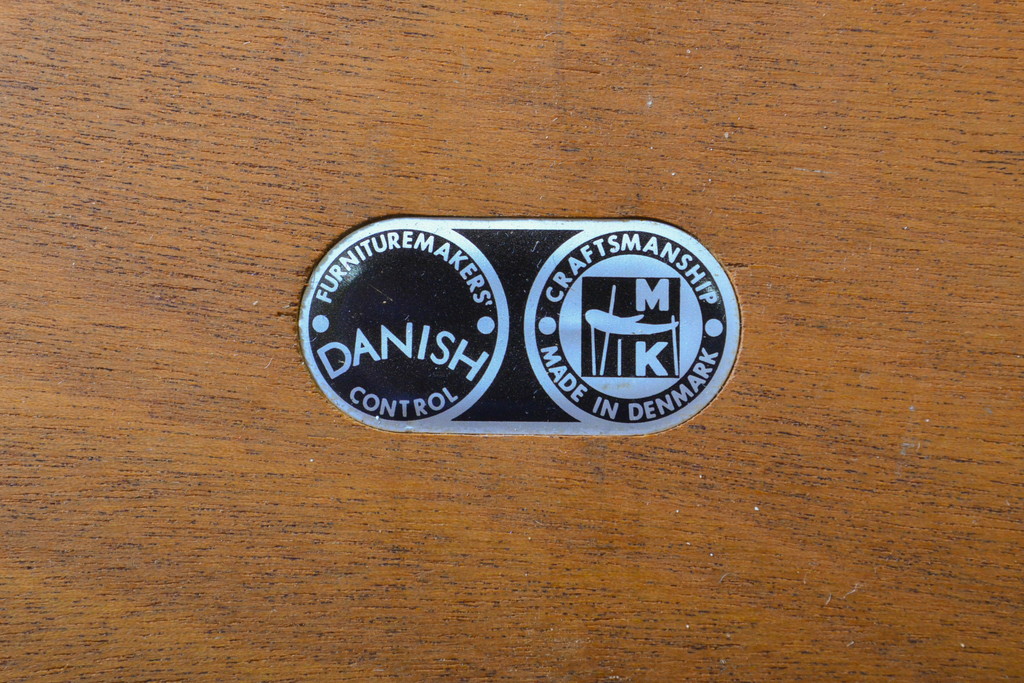 FURNITUREMAKERS'
DANISH
CONTROL
CRAFTSMANSHIP
M
K
MADE IN DENMARK